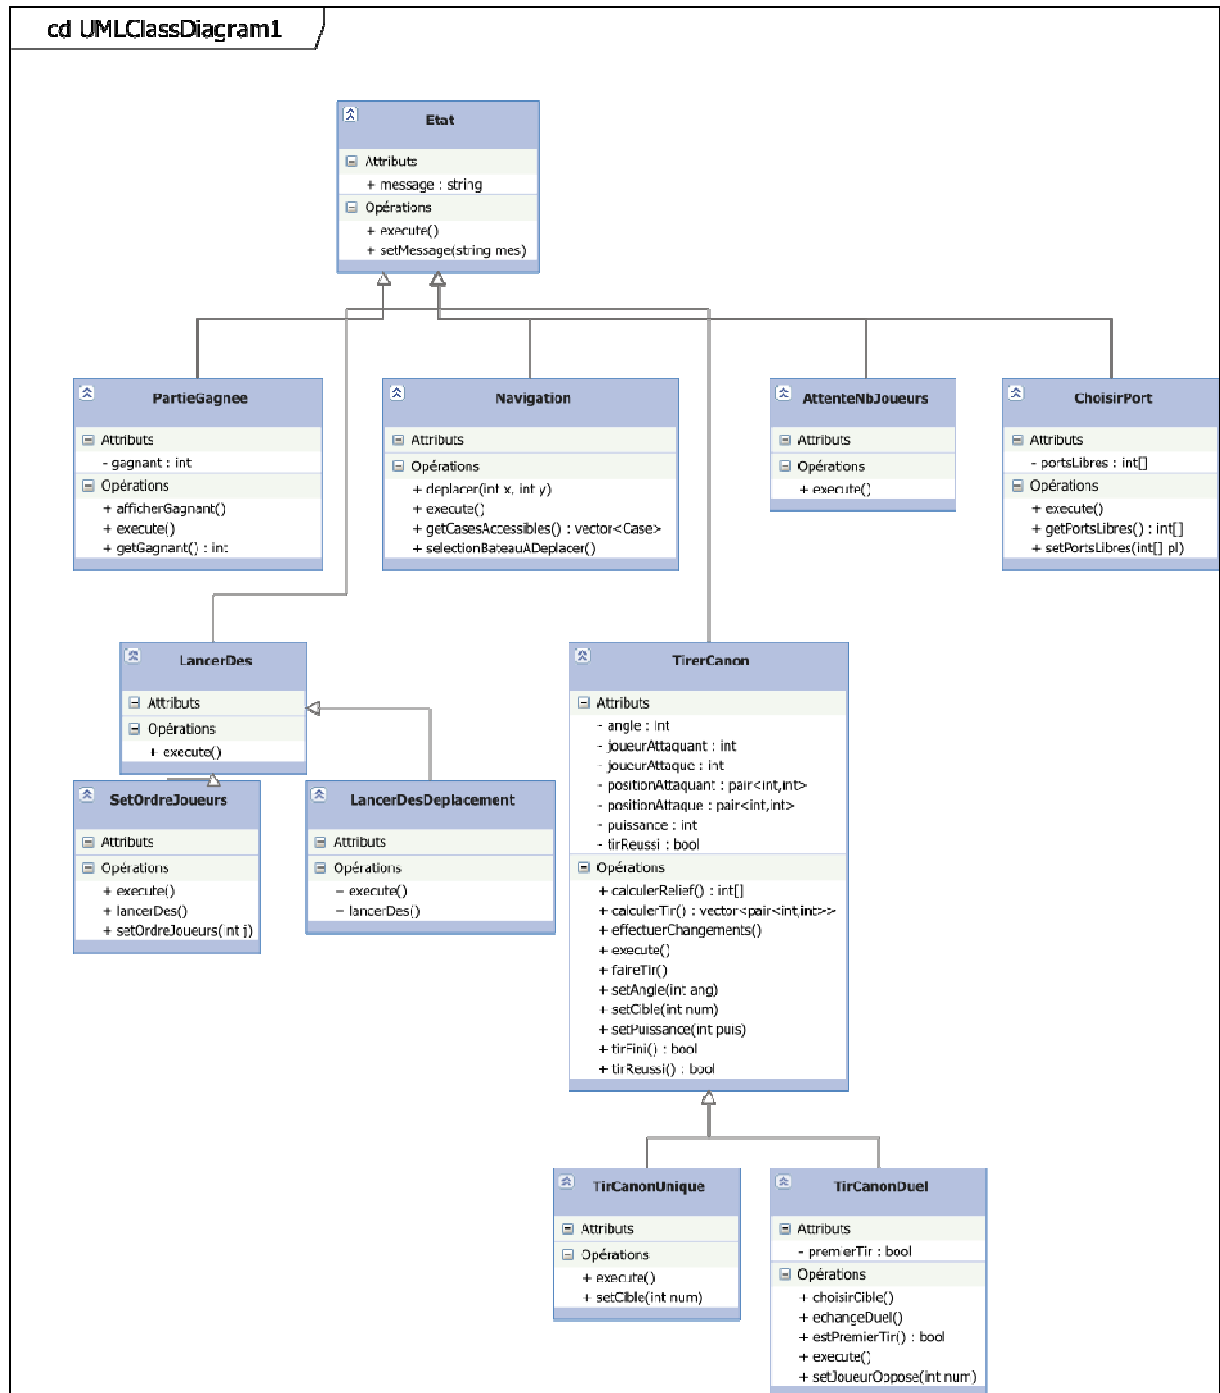 cd UMLClassDiagram1
Etat
Attributs
+ message : string
Opérations
+ execute()
+ setMessage(string mes)
PartieGagnee
Attributs
- gagnant : int
Opérations
+ afficherGagnant()
+ execute()
+ getGagnant() : int
Navigation
Attributs
Opérations
+ deplacer(int x, int y)
+ execute()
+ getCasesAccessibles() : vector<Case>
+ selectionBateauADeplacer()
AttenteNbJoueurs
Attributs
Opérations
+ execute()
ChoisirPort
Attributs
- portsLibres : int[]
Opérations
+ execute()
+ getPortsLibres() : int[]
+ setPortsLibres(int[] pl)
LancerDes
Attributs
Opérations
+ execute()
SetOrdreJoueurs
Attributs
Opérations
+ execute()
+ lancerDes()
+ setOrdreJoueurs(int j)
LancerDesDeplacement
Attributs
Opérations
- execute()
- lancerDes()
TirerCanon
Attributs
- angle : int
- joueurAttaquant : int
- joueurAttaque : int
- positionAttaquant : pair<int,int>
- positionAttaque : pair<int,int>
- puissance : int
- tirReussi : bool
Opérations
+ calculerRelief() : int[]
+ calculerTir() : vector<pair<int,int>>
+ effectuerChangements()
+ execute()
+ faireTir()
+ setAngle(int ang)
+ setCible(int num)
+ setPuissance(int puis)
+ tirFini() : bool
+ tirReussi() : bool
TirCanonUnique
Attributs
Opérations
+ execute()
+ setCible(int num)
TirCanonDuel
Attributs
- premierTir : bool
Opérations
+ choisirCible()
+ echangeDuel()
+ estPremierTir() : bool
+ execute()
+ setJoueurOppose(int num)